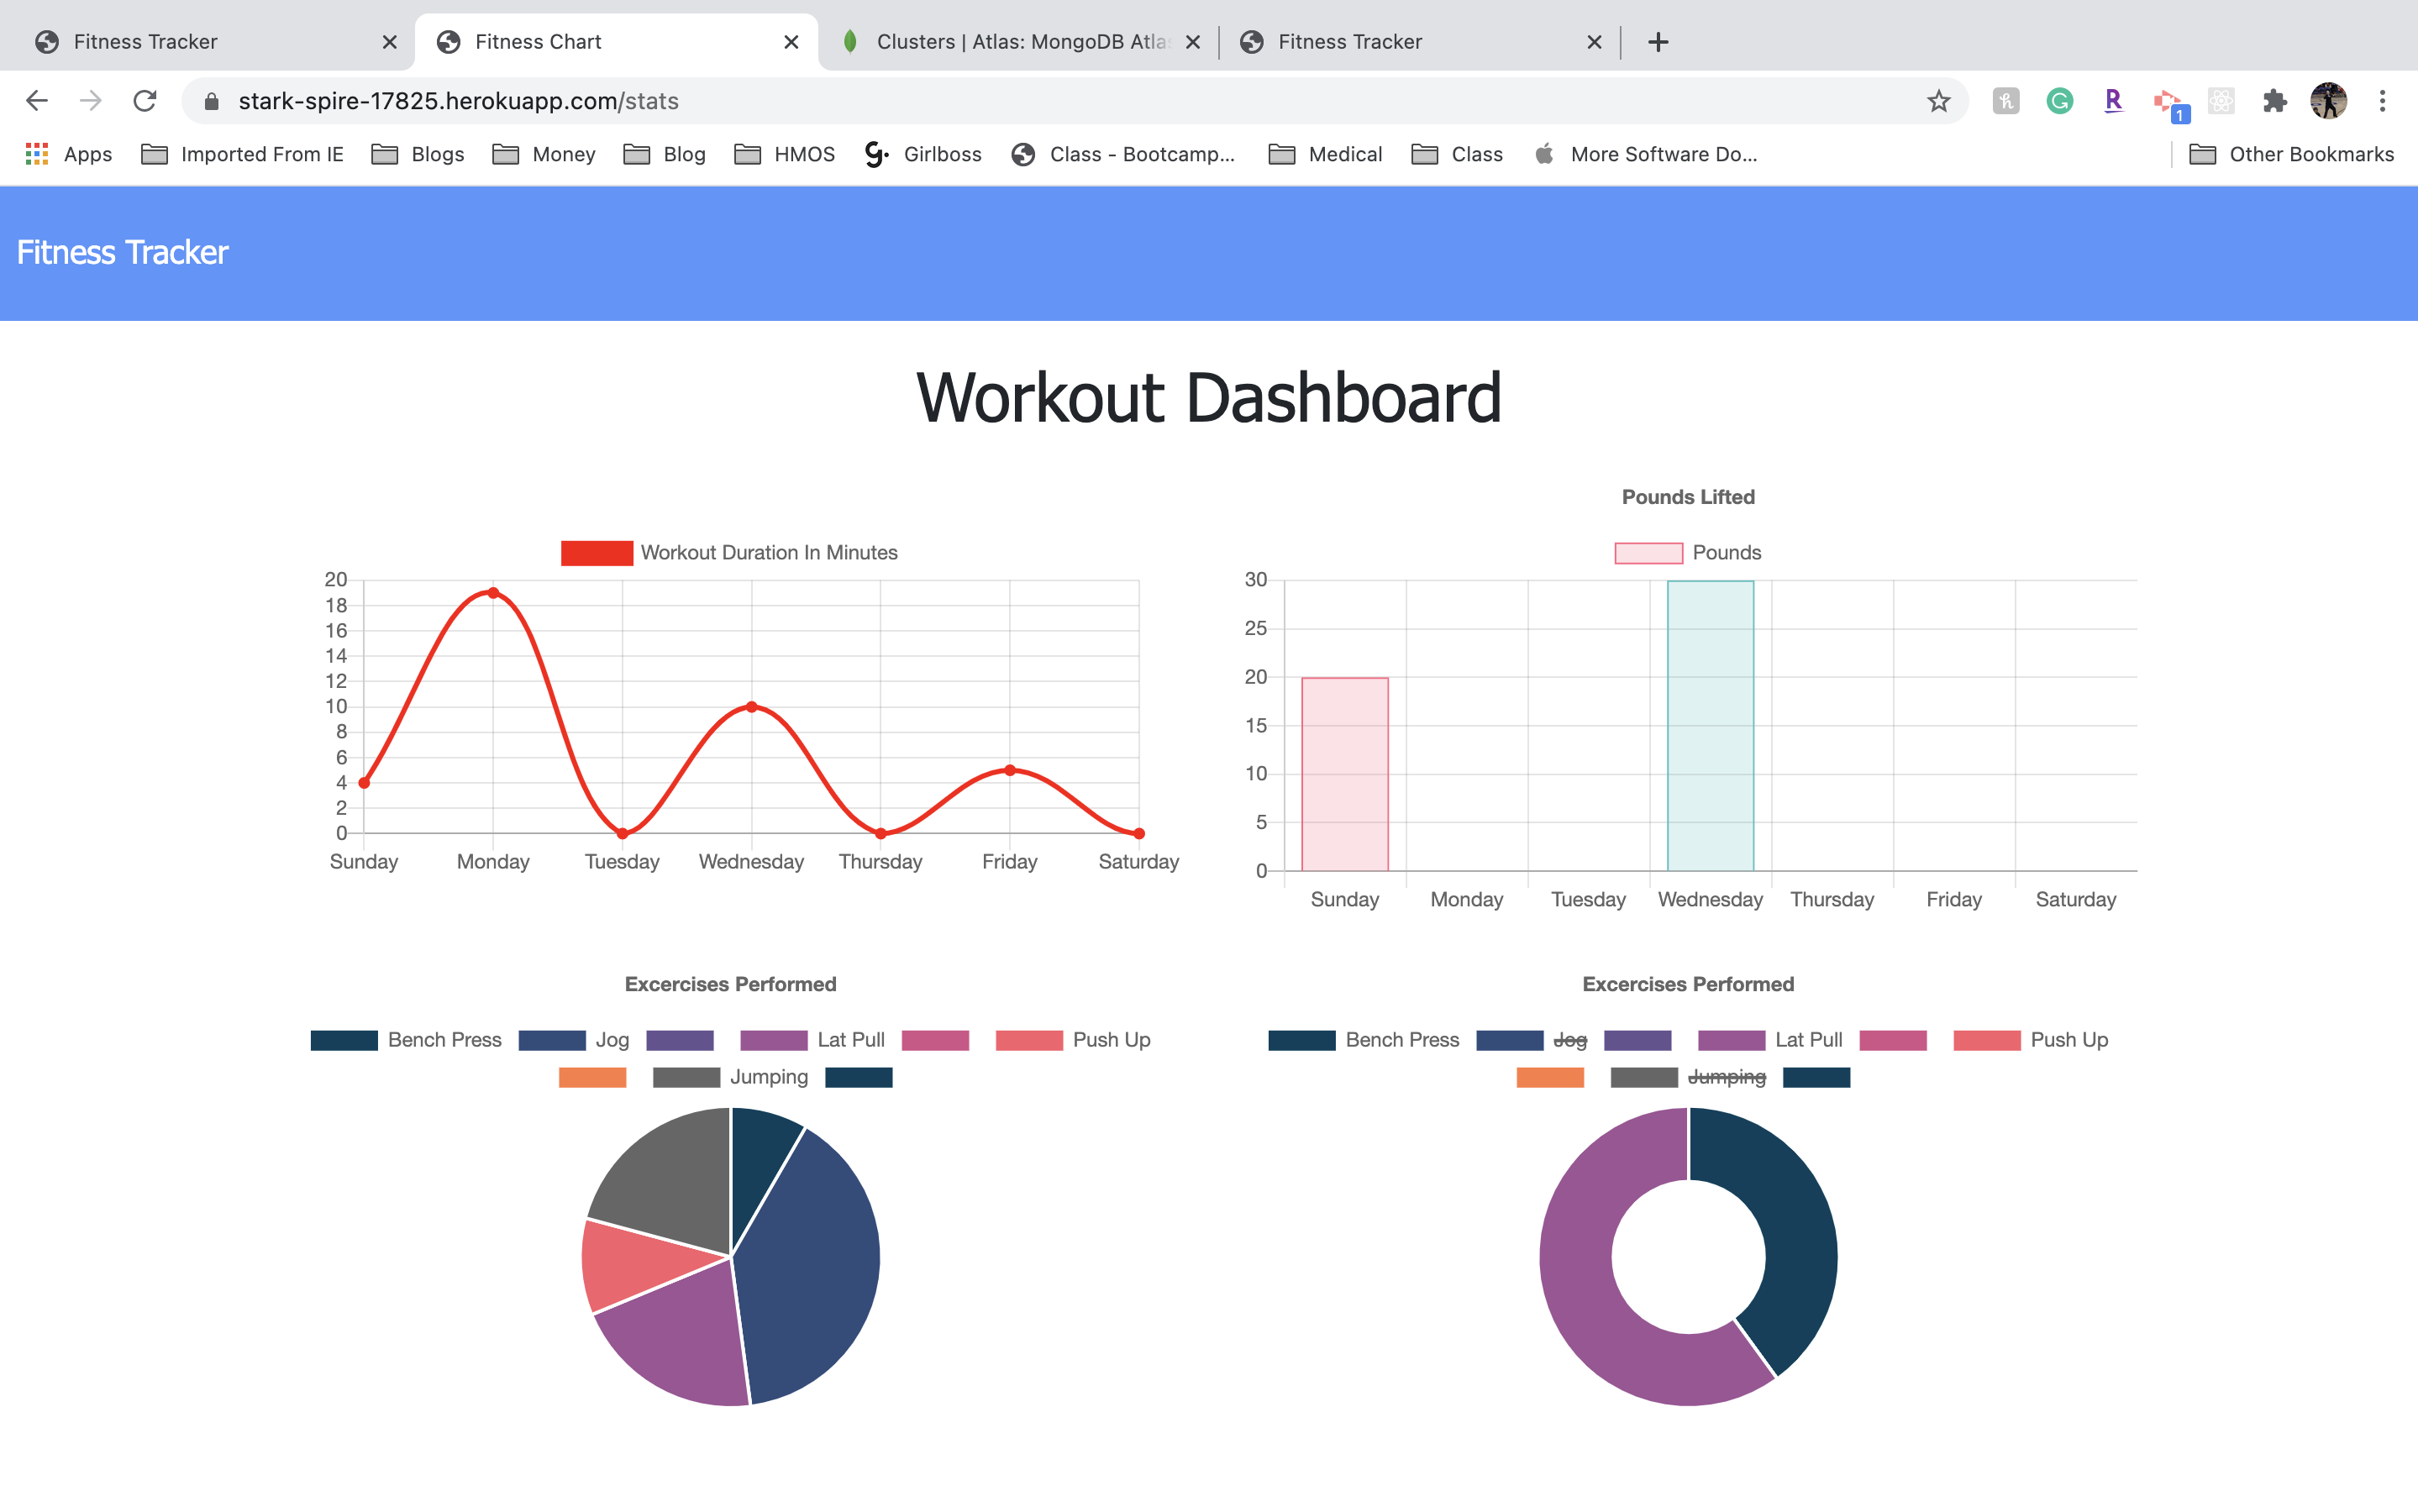 Fitness Tracker
Fitness Chart
Clusters | Atlas: MongoDB Atla
Fitness Tracker
stark-spire-17825.herokuapp.com/stats
1
Apps Imported From IE Blogs Money Blog HMOS Girlboss Class - Bootcamp... Medical Class More Software Do... Other Bookmarks
Fitness Tracker
Workout Dashboard
Workout Duration In Minutes
20
18
16
14
12
10
8
6
4
2
0
Sunday Monday Tuesday Wednesday Thursday Friday Saturday
Pounds Lifted
Pounds
30
25
20
15
10
5
0
Sunday Monday Tuesday Wednesday Thursday Friday Saturday
Excercises Performed
Bench Press Jog Lat Pull Push Up
Jumping
Excercises Performed
Bench Press Jog Lat Pull Push Up
Jumping